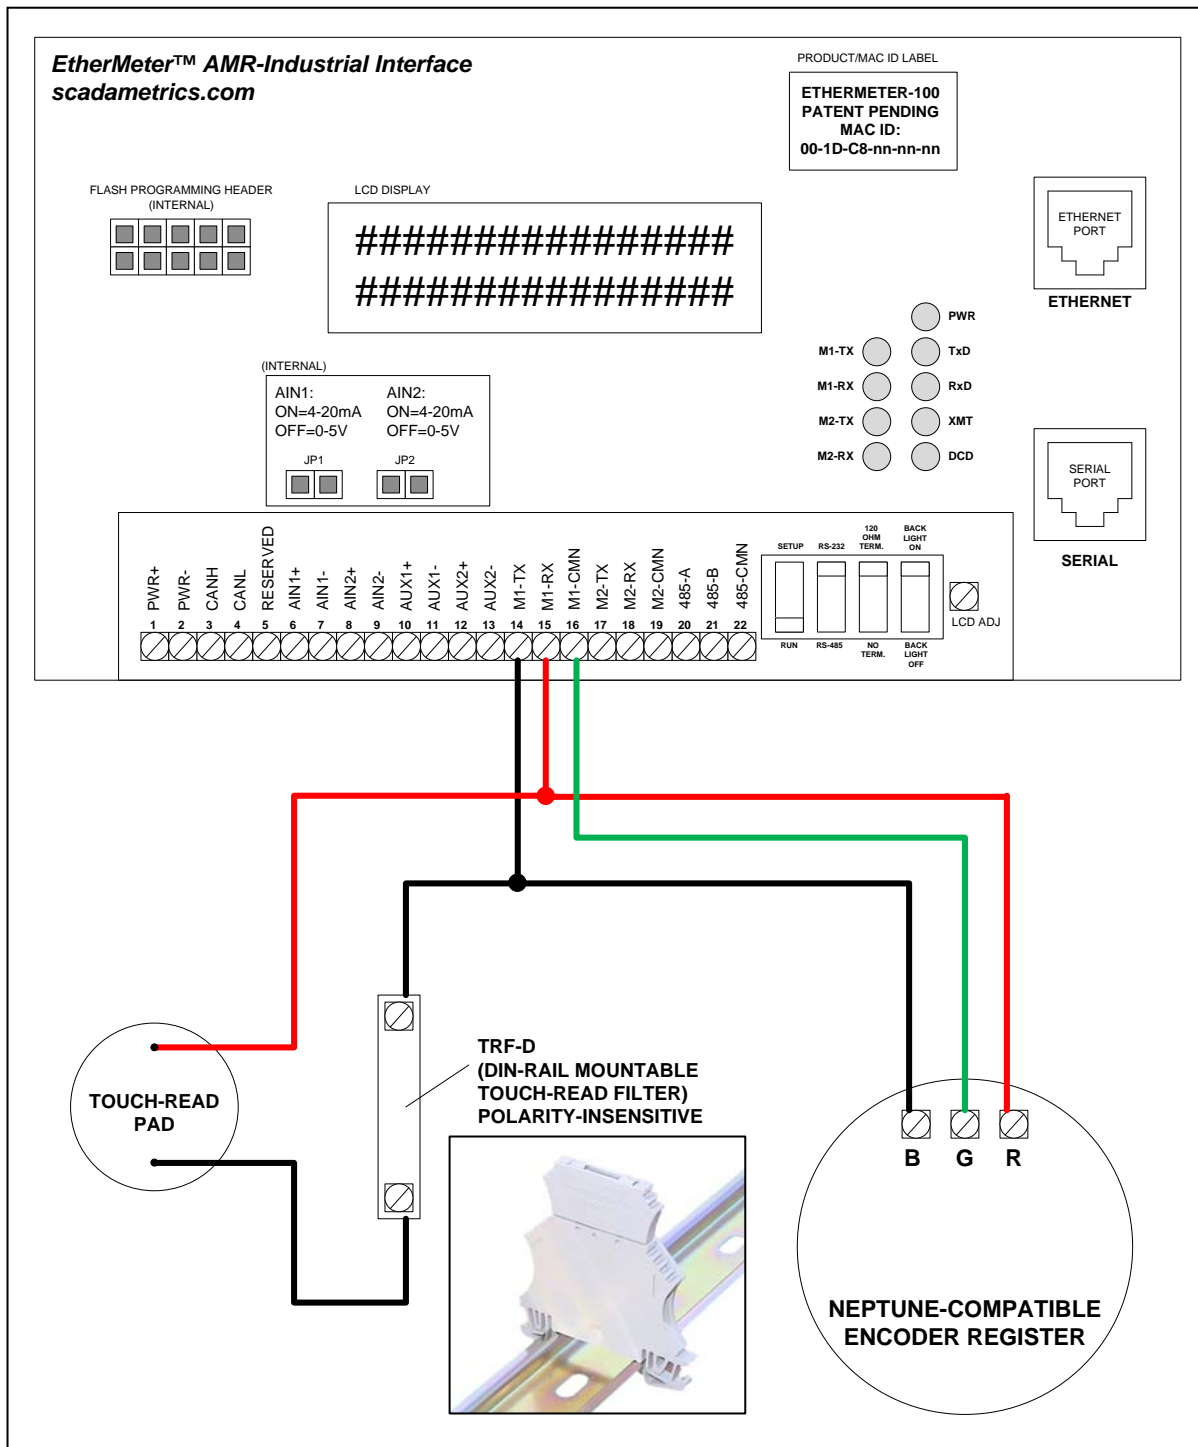 EtherMeter™ AMR-Industrial Interface
scadametrics.com
PRODUCT/MAC ID LABEL
ETHERMETER-100
PATENT PENDING
MAC ID:
00-1D-C8-nn-nn-nn
FLASH PROGRAMMING HEADER
(INTERNAL)
LCD DISPLAY
################
################
ETHERNET
PORT
ETHERNET
PWR
M1-TX
TxD
M1-RX
RxD
M2-TX
XMT
M2-RX
DCD
(INTERNAL)
AIN1:
ON=4-20mA
OFF=0-5V
AIN2:
ON=4-20mA
OFF=0-5V
JP1
JP2
SERIAL
PORT
SERIAL
PWR+
PWR-
CANH
CANL
RESERVED
AIN1+
AIN1-
AIN2+
AIN2-
AUX1+
AUX1-
AUX2+
AUX2-
M1-TX
M1-RX
M1-CMN
M2-TX
M2-RX
M2-CMN
485-A
485-B
485-CMN
1 2 3 4 5 6 7 8 9 10 11 12 13 14 15 16 17 18 19 20 21 22
SETUP
RS-232
120
OHM
TERM.
BACK
LIGHT
ON
RUN
RS-485
NO
TERM.
BACK
LIGHT
OFF
LCD ADJ
TOUCH-READ
PAD
TRF-D
(DIN-RAIL MOUNTABLE
TOUCH-READ FILTER)
POLARITY-INSENSITIVE
B G R
NEPTUNE-COMPATIBLE
ENCODER REGISTER